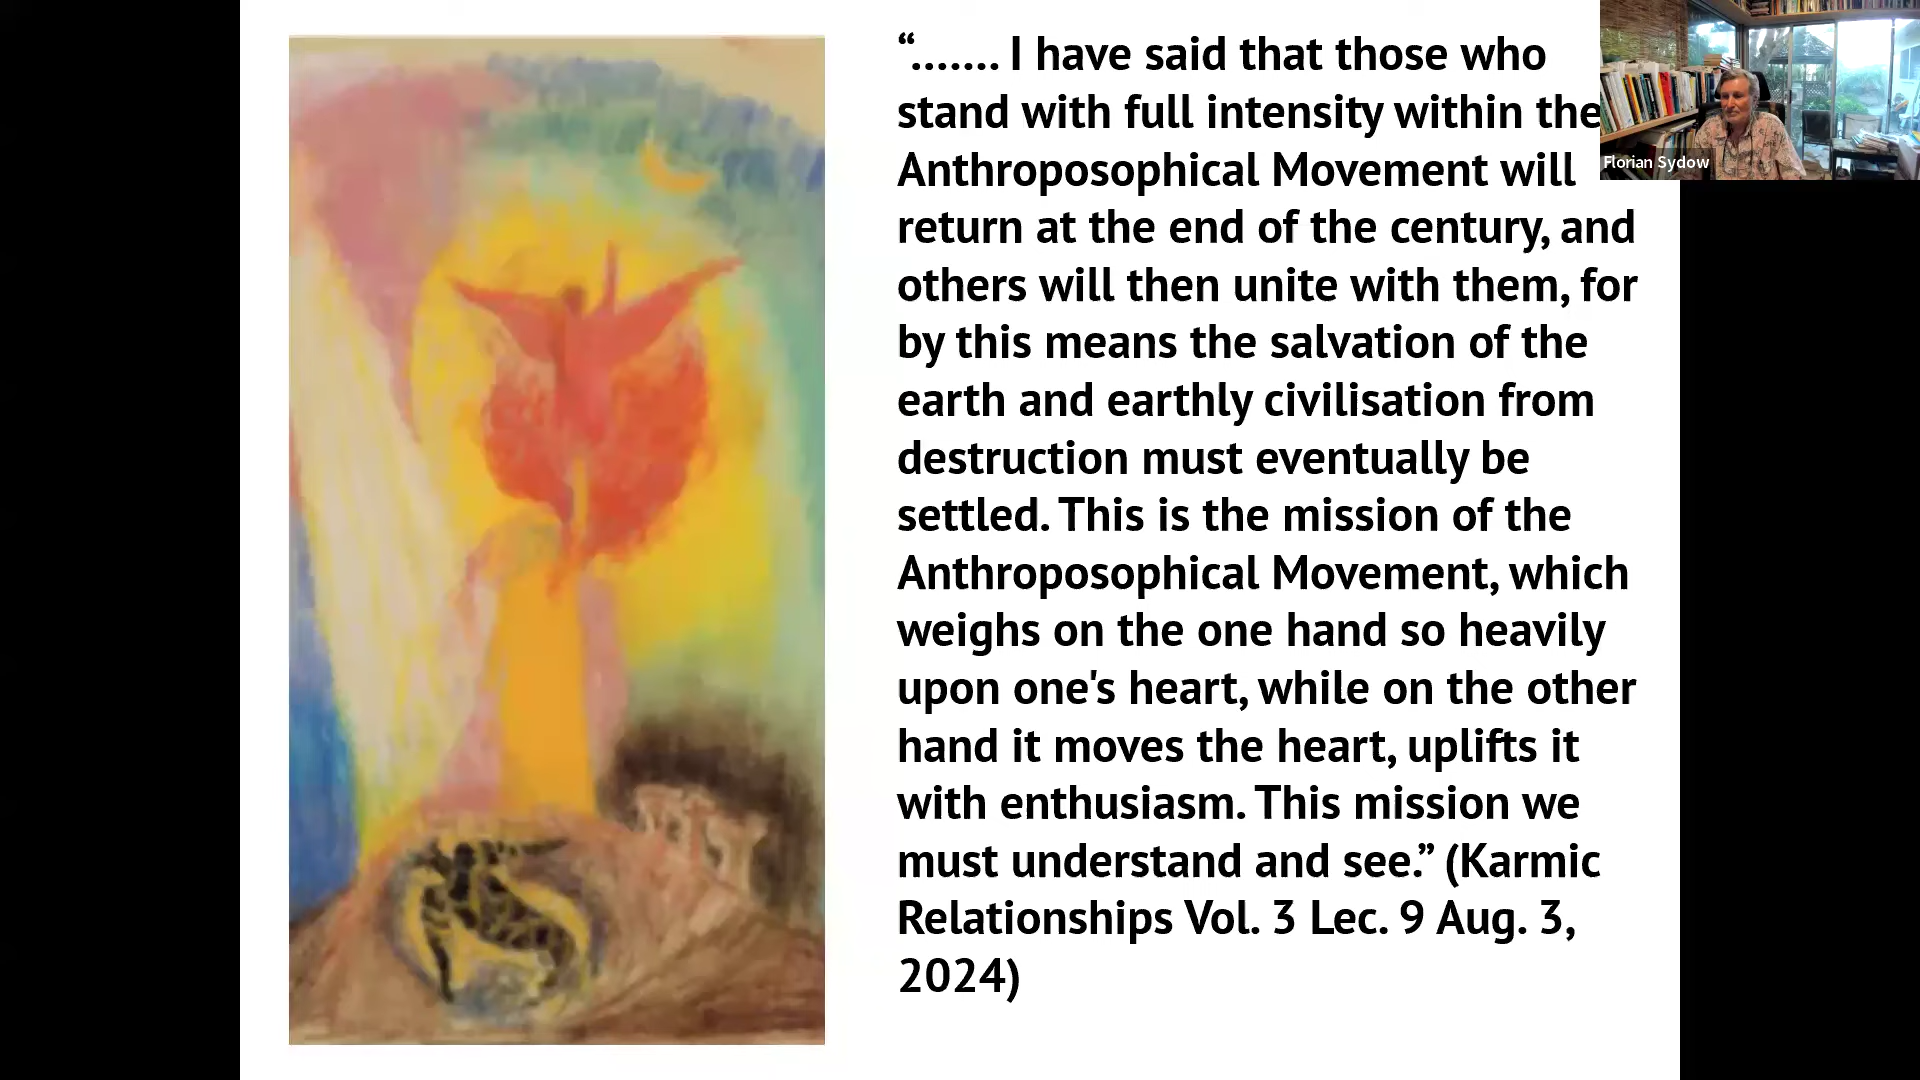 “....... I have said that those who
stand with full intensity within the
Anthroposophical Movement will
return at the end of the century, and
others will then unite with them, for
by this means the salvation of the
earth and earthly civilisation from
destruction must eventually be
settled. This is the mission of the
Anthroposophical Movement, which
weighs on the one hand so heavily
upon one's heart, while on the other
hand it moves the heart, uplifts it
with enthusiasm. This mission we
must understand and see.” (Karmic
Relationships Vol. 3 Lec. 9 Aug. 3,
2024)
Florian Sydow